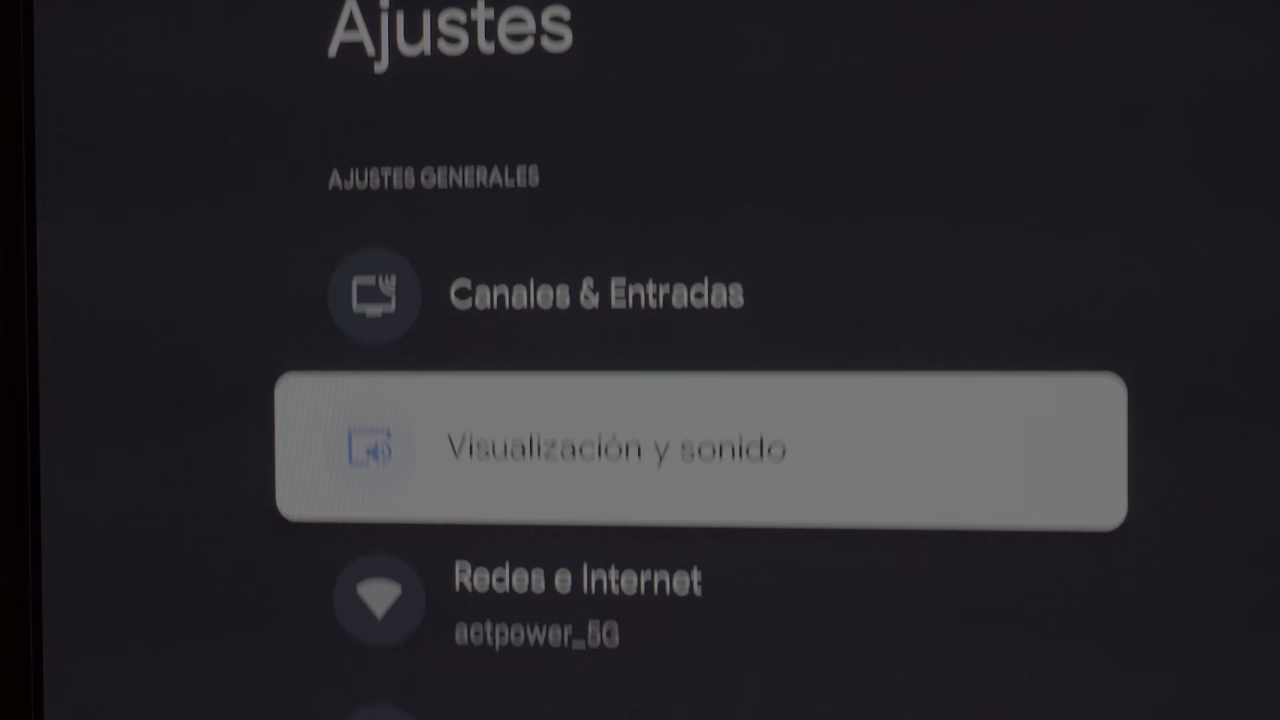 Ajustes
AJUSTES GENERALES
Canales & Entradas
Visualización y sonido
Redes e Internet
actpower_5G